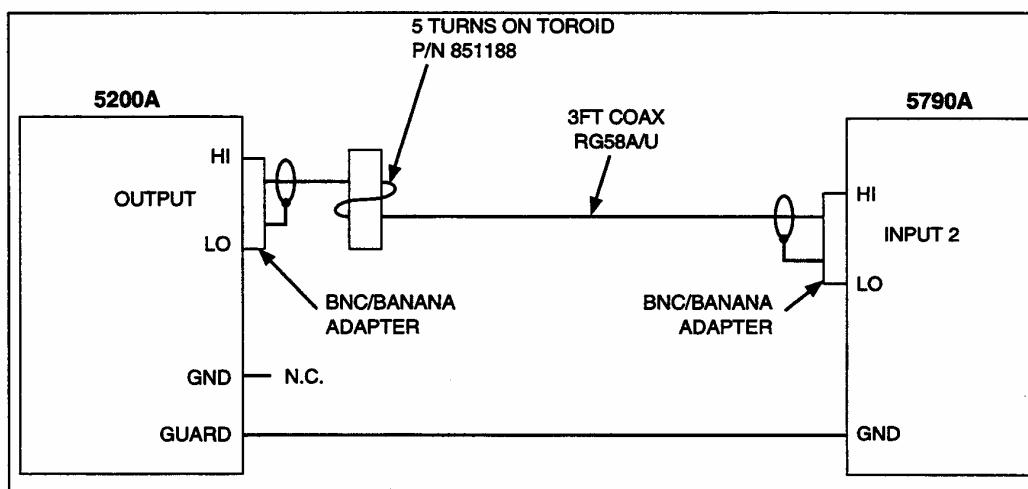 5 TURNS ON TOROID
P/N 851188
5200A
5790A
3FT COAX
RG58A/U
HI
OUTPUT
LO
HI
INPUT 2
LO
BNC/BANANA
ADAPTER
BNC/BANANA
ADAPTER
GND
N.C.
GUARD
GND